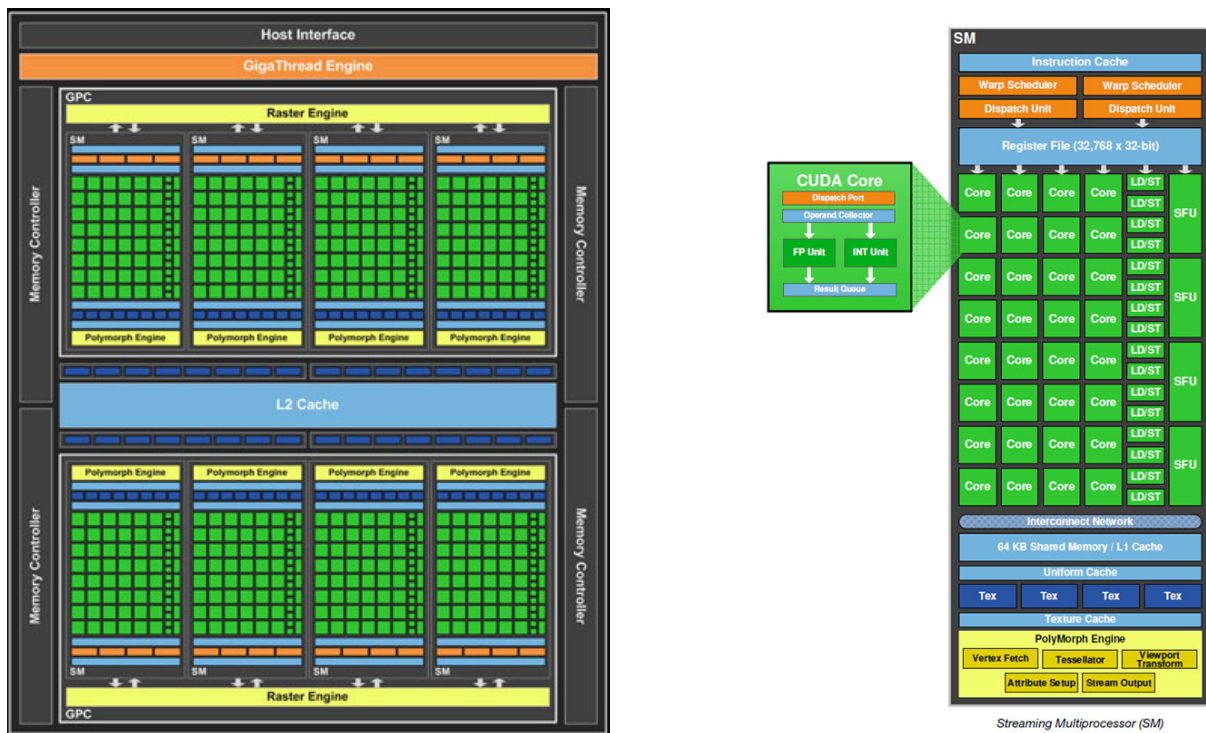 Host Interface
GigaThread Engine
GPC
Raster Engine
SM SM SM SM
Polymorph Engine Polymorph Engine Polymorph Engine Polymorph Engine
Memory Controller
Memory Controller
L2 Cache
Memory Controller
Memory Controller
Polymorph Engine Polymorph Engine Polymorph Engine Polymorph Engine
SM SM SM SM
Raster Engine
GPC
CUDA Core
Dispatch Port
Operand Collector
FP Unit INT Unit
Result Queue
SM
Instruction Cache
Warp Scheduler Warp Scheduler
Dispatch Unit Dispatch Unit
Register File (32,768 x 32-bit)
LD/ST
Core Core Core Core
LD/ST
SFU
LD/ST
Core Core Core Core
LD/ST
LD/ST
Core Core Core Core
LD/ST
SFU
LD/ST
Core Core Core Core
LD/ST
LD/ST
Core Core Core Core
LD/ST
SFU
LD/ST
Core Core Core Core
LD/ST
LD/ST
Core Core Core Core
LD/ST
SFU
LD/ST
Core Core Core Core
LD/ST
Interconnect Network
64 KB Shared Memory / L1 Cache
Uniform Cache
Tex Tex Tex Tex
Texture Cache
PolyMorph Engine
Vertex Fetch Tessellator Viewport
Transform
Attribute Setup Stream Output
Streaming Multiprocessor (SM)